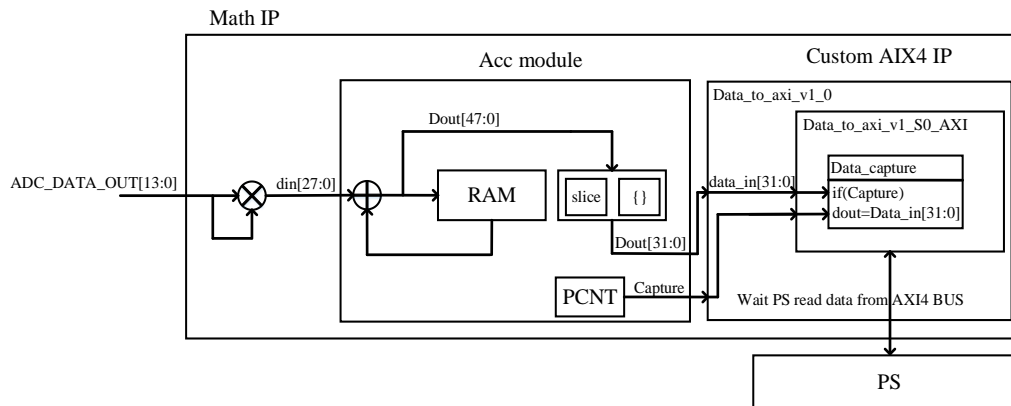 Math IP
Acc module
Custom AIX4 IP
Data_to_axi_v1_0
Dout[47:0]
Data_to_axi_v1_S0_AXI
ADC_DATA_OUT[13:0]
din[27:0]
RAM
slice
{}
data_in[31:0]
Data_capture
if(Capture)
dout=Data_in[31:0]
Dout[31:0]
PCNT
Capture
Wait PS read data from AXI4 BUS
PS